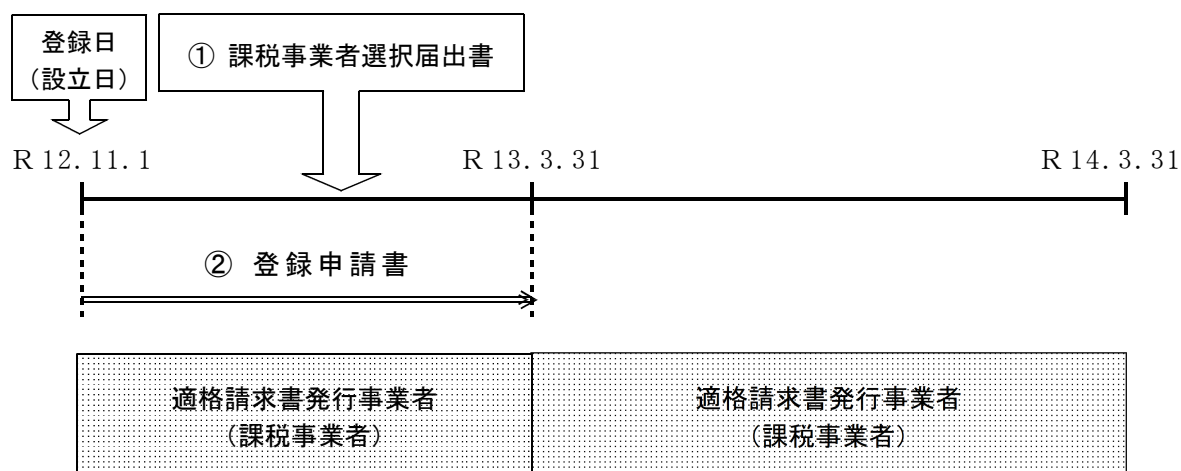 登録日
（設立日）
① 課税事業者選択届出書
R 12.11.1
R 13.3.31
R 14.3.31
② 登録申請書
適格請求書発行事業者
（課税事業者）
適格請求書発行事業者
（課税事業者）